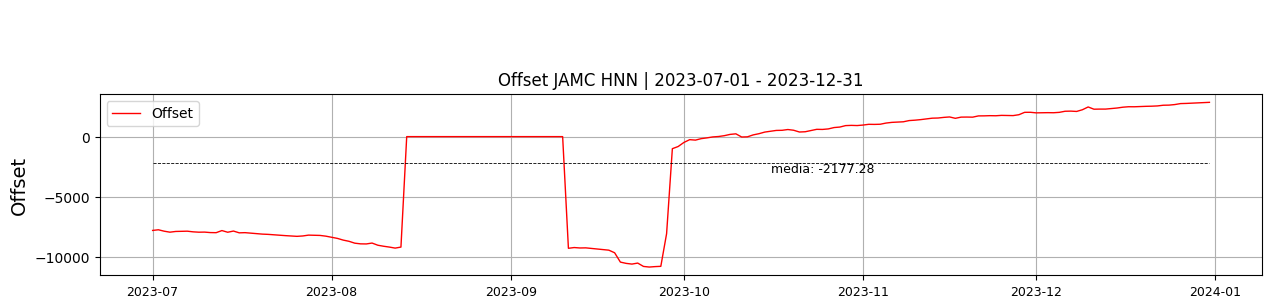 Offset JAMC HNN | 2023-07-01 - 2023-12-31
Offset
Offset
0
−5000
−10000
media: -2177.28
2023-07
2023-08
2023-09
2023-10
2023-11
2023-12
2024-01